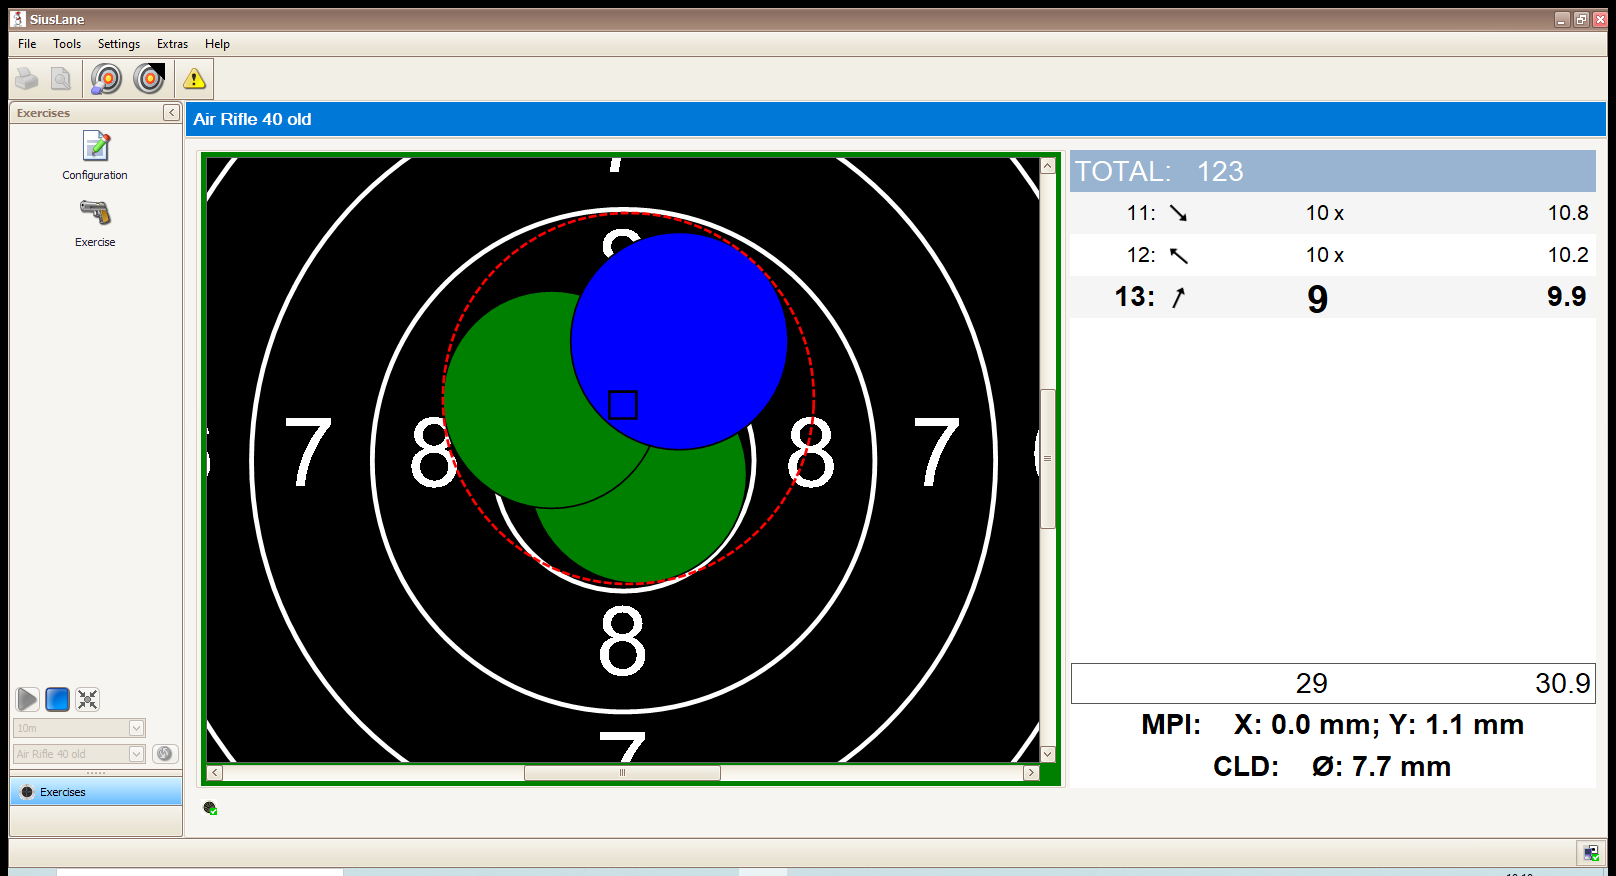 SiusLane
File Tools Settings Extras Help
Exercises
Configuration
Exercise
10m
Air Rifle 40 old
Exercises
Air Rifle 40 old
7
7 8 8 7
8
7
TOTAL: 123
11: 10 x 10.8
12: 10 x 10.2
13: 9 9.9
29 30.9
MPI: X: 0.0 mm; Y: 1.1 mm
CLD: Ø: 7.7 mm